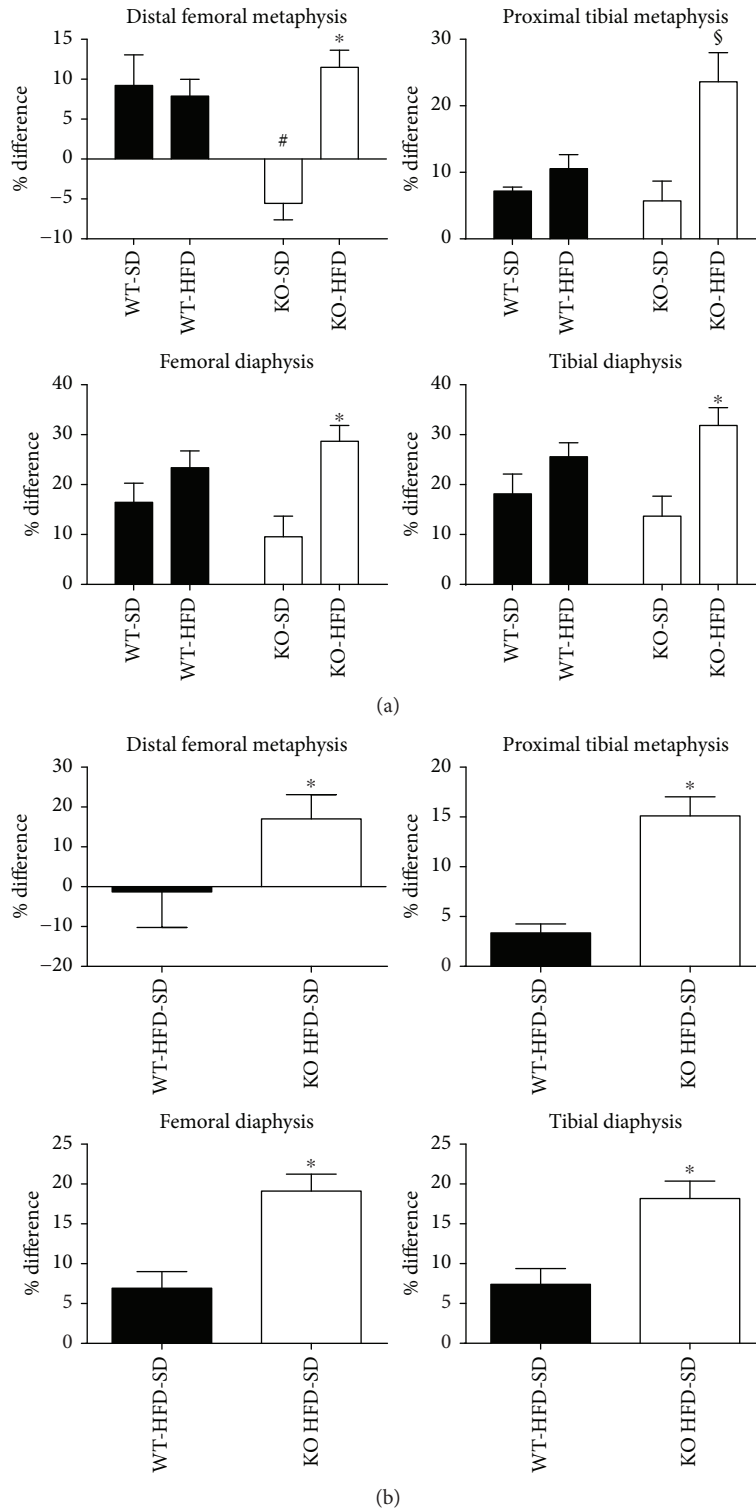 Distal femoral metaphysis
% difference
15
10
5
0
−5
−10
#
*
WT-SD
WT-HFD
KO-SD
KO-HFD
Proximal tibial metaphysis
% difference
30
20
10
0
§
WT-SD
WT-HFD
KO-SD
KO-HFD
Femoral diaphysis
% difference
40
30
20
10
0
*
WT-SD
WT-HFD
KO-SD
KO-HFD
Tibial diaphysis
% difference
40
30
20
10
0
*
WT-SD
WT-HFD
KO-SD
KO-HFD
(a)
Distal femoral metaphysis
% difference
30
20
10
0
−10
−20
*
WT-HFD-SD
KO HFD-SD
Proximal tibial metaphysis
% difference
20
15
10
5
0
*
WT-HFD-SD
KO HFD-SD
Femoral diaphysis
% difference
25
20
15
10
5
0
*
WT-HFD-SD
KO HFD-SD
Tibial diaphysis
% difference
25
20
15
10
5
0
*
WT-HFD-SD
KO HFD-SD
(b)